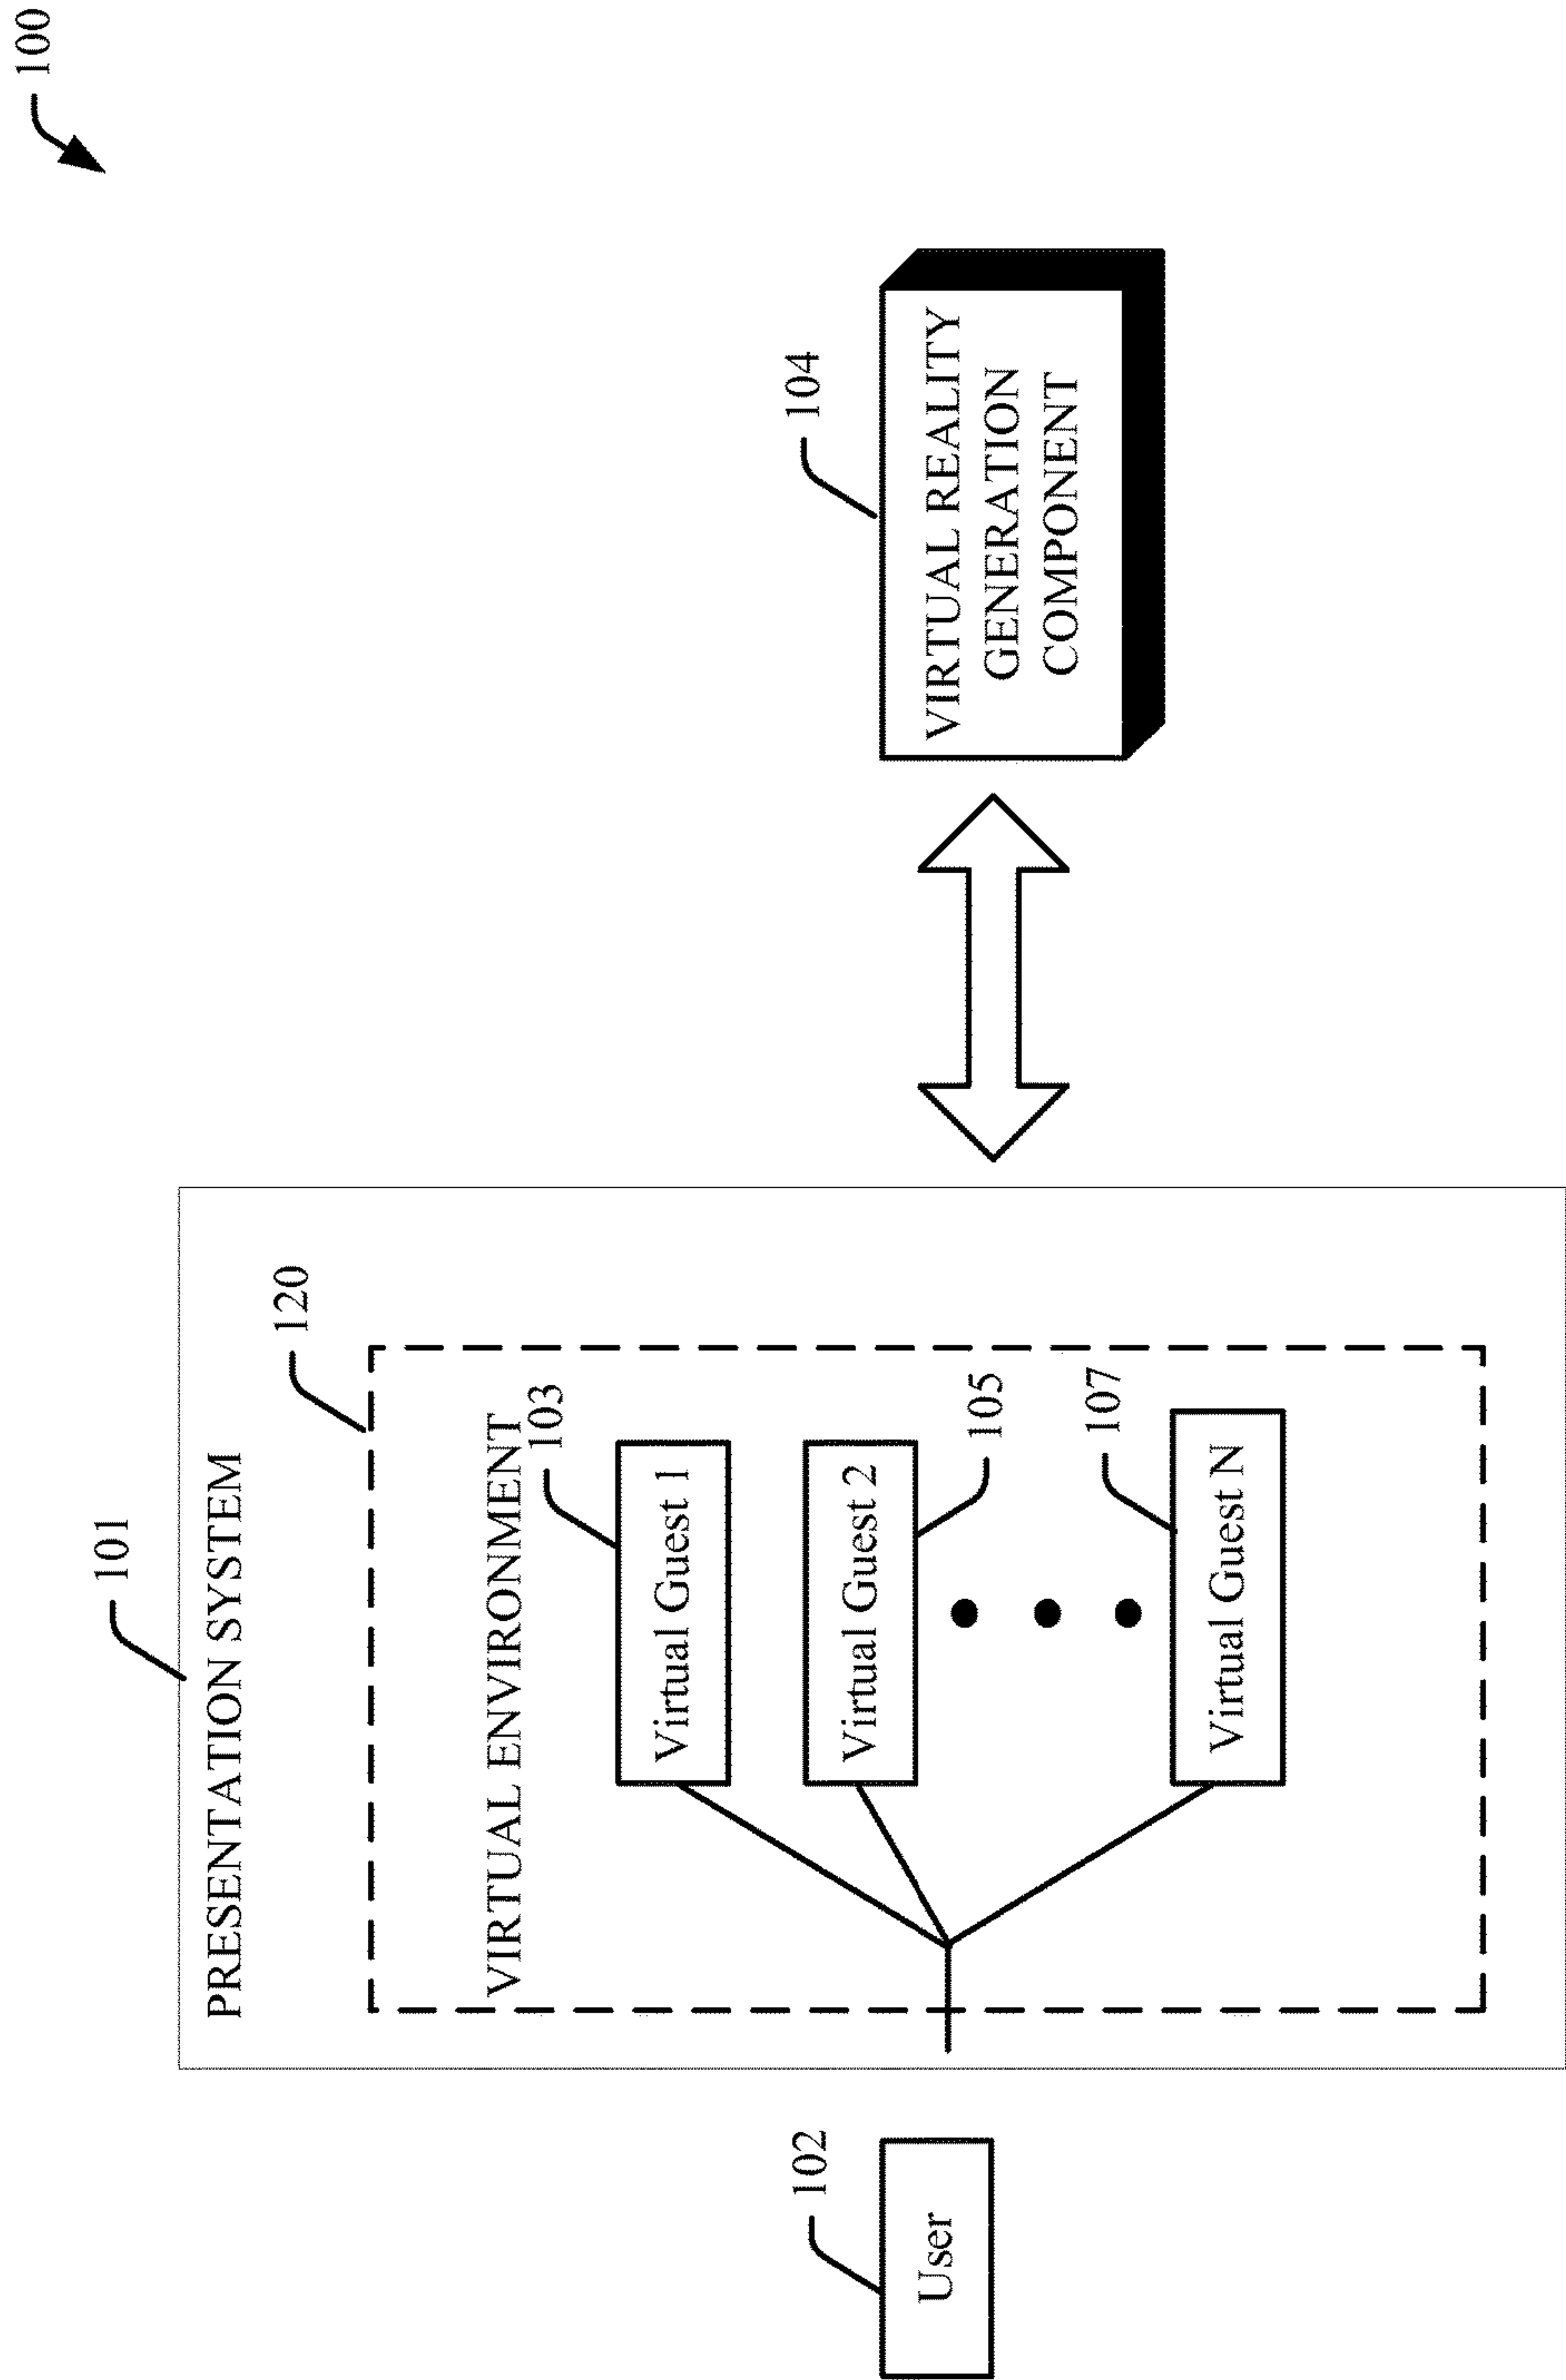 100
101
PRESENTATION SYSTEM
120
VIRTUAL ENVIRONMENT
103
Virtual Guest 1
Virtual Guest 2
105
107
Virtual Guest N
102
User
104
VIRTUAL REALITY
GENERATION
COMPONENT